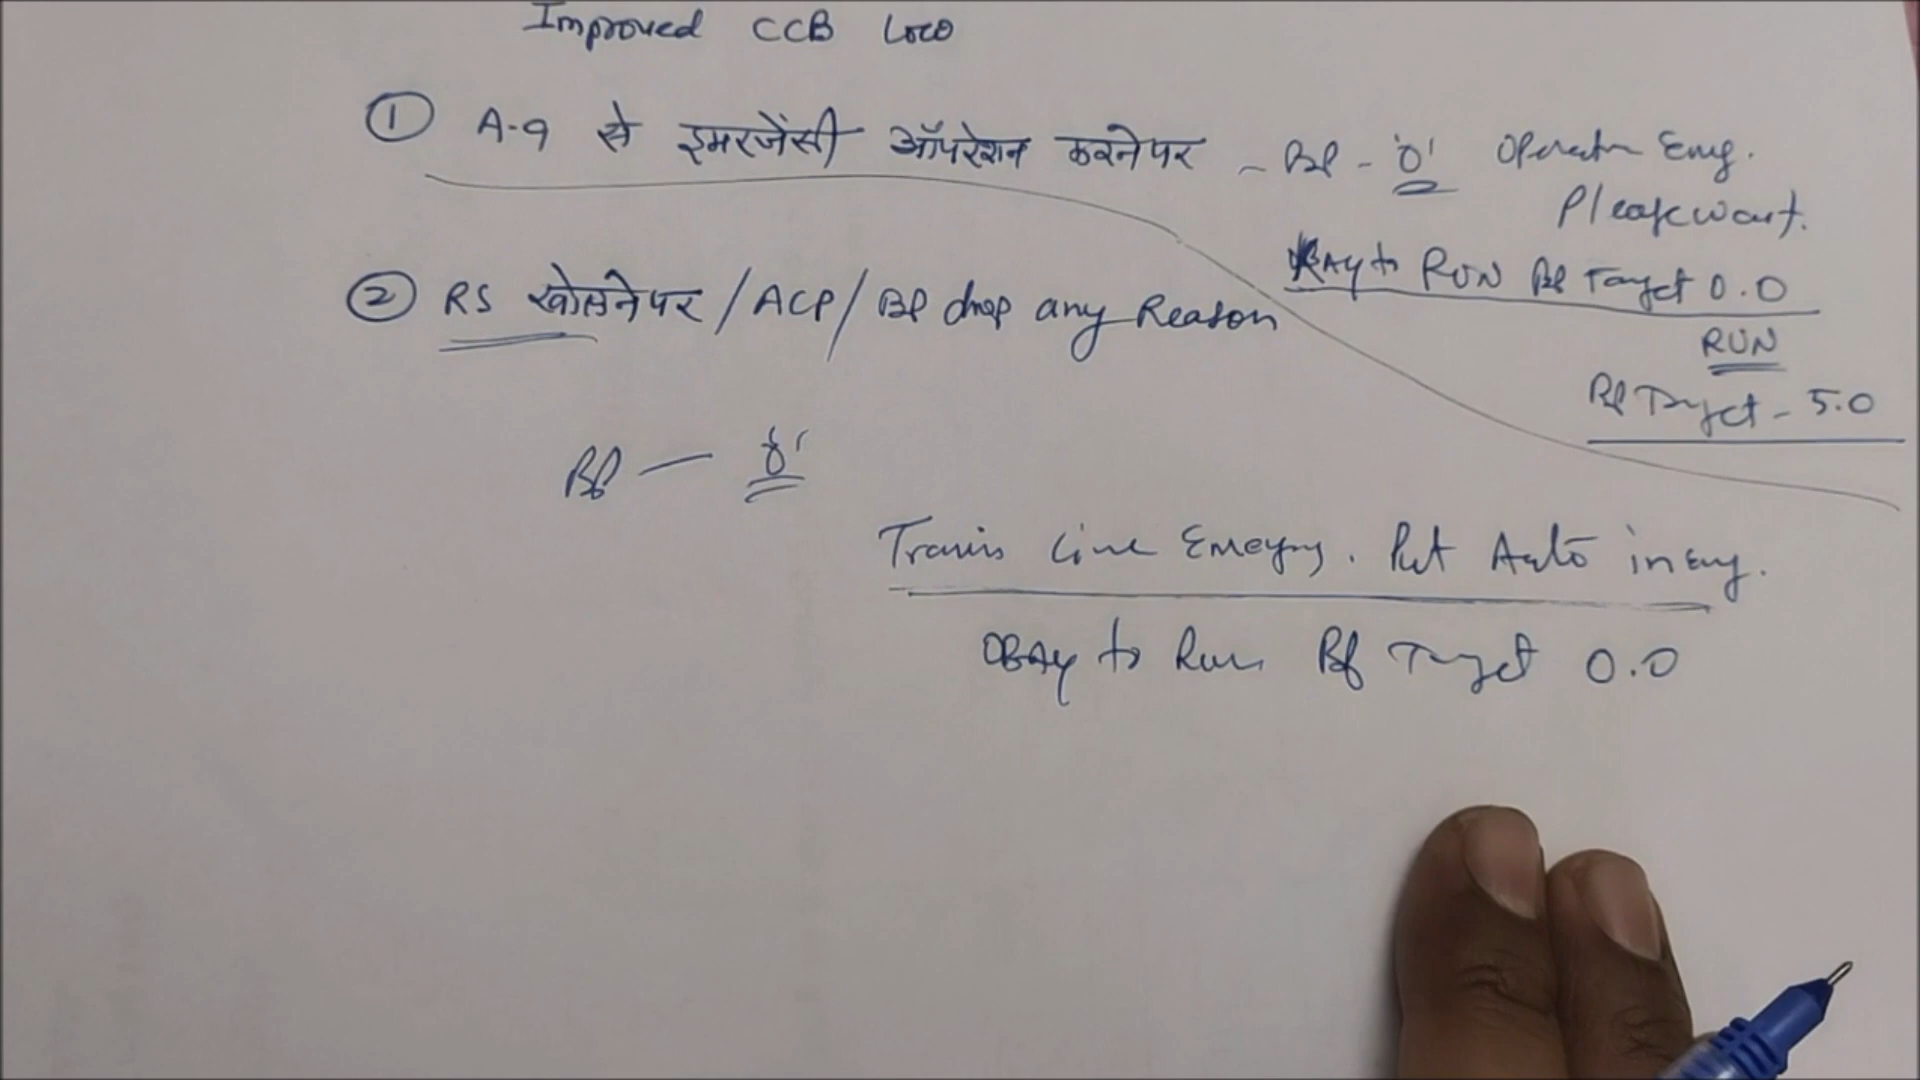 Improved CCB Loco
① A-9 से इमरजेंसी ऑपरेशन करनेपर - BP - '0' Operator Emg.
Please wait.
to RUN BP Target 0.0
RUN
BP Target - 5.0
② RS खोलनेपर / ACP / BP drop any Reason
BP — '0'
Train Line Emergency. Put Auto in emg.
to Run BP Target 0.0